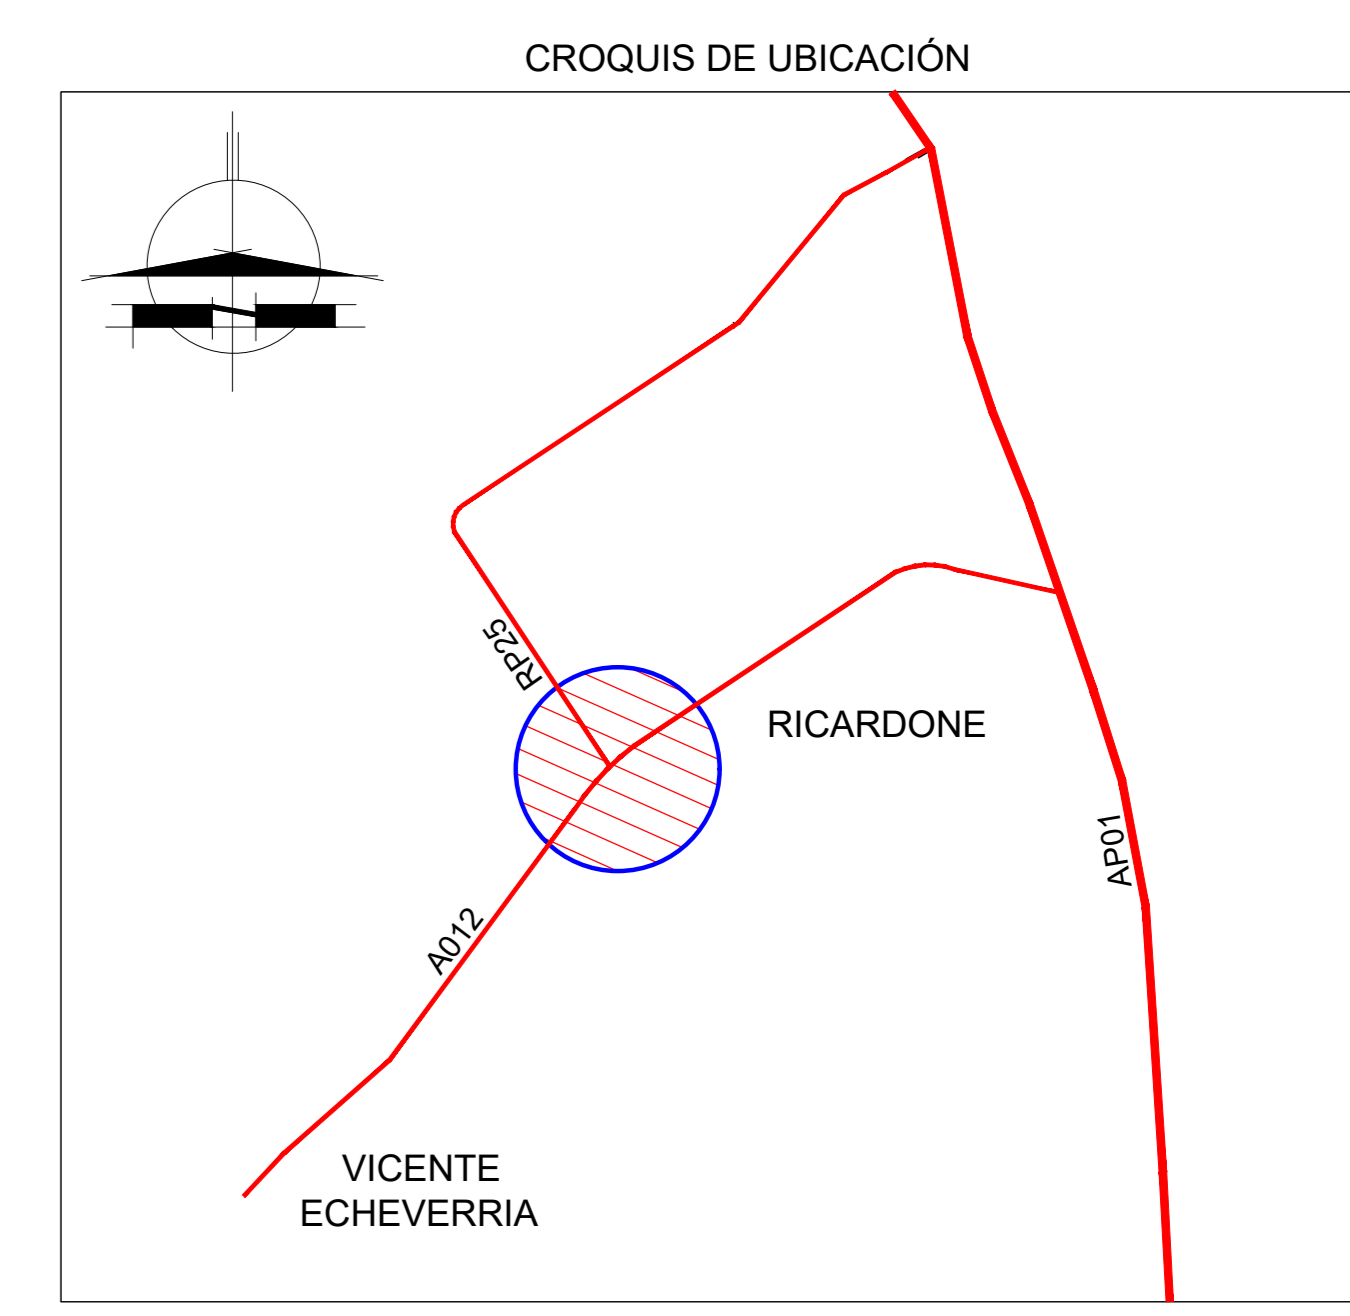 CROQUIS DE UBICACIÓN
RP25
RICARDONE
AP01
A012
VICENTE
ECHEVERRIA